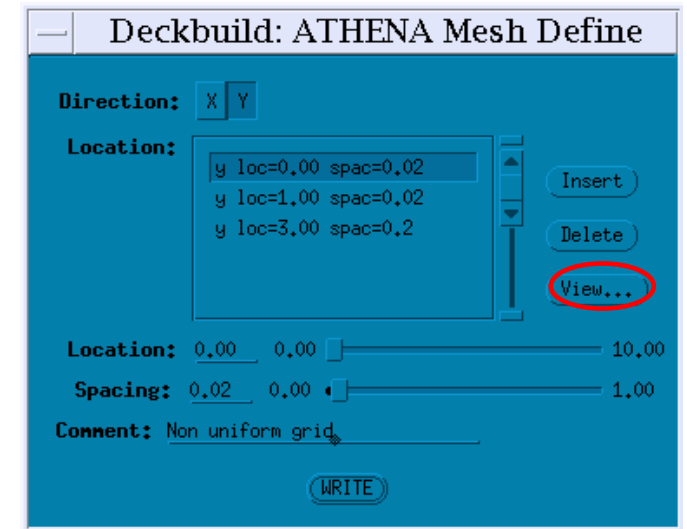 Deckbuild: ATHENA Mesh Define
Direction: X Y
Location:
y loc=0.00 spac=0.02
y loc=1.00 spac=0.02
y loc=3.00 spac=0.2
Insert
Delete
View...
Location: 0.00 0.00 10.00
Spacing: 0.02 0.00 1.00
Comment: Non uniform grid
WRITE